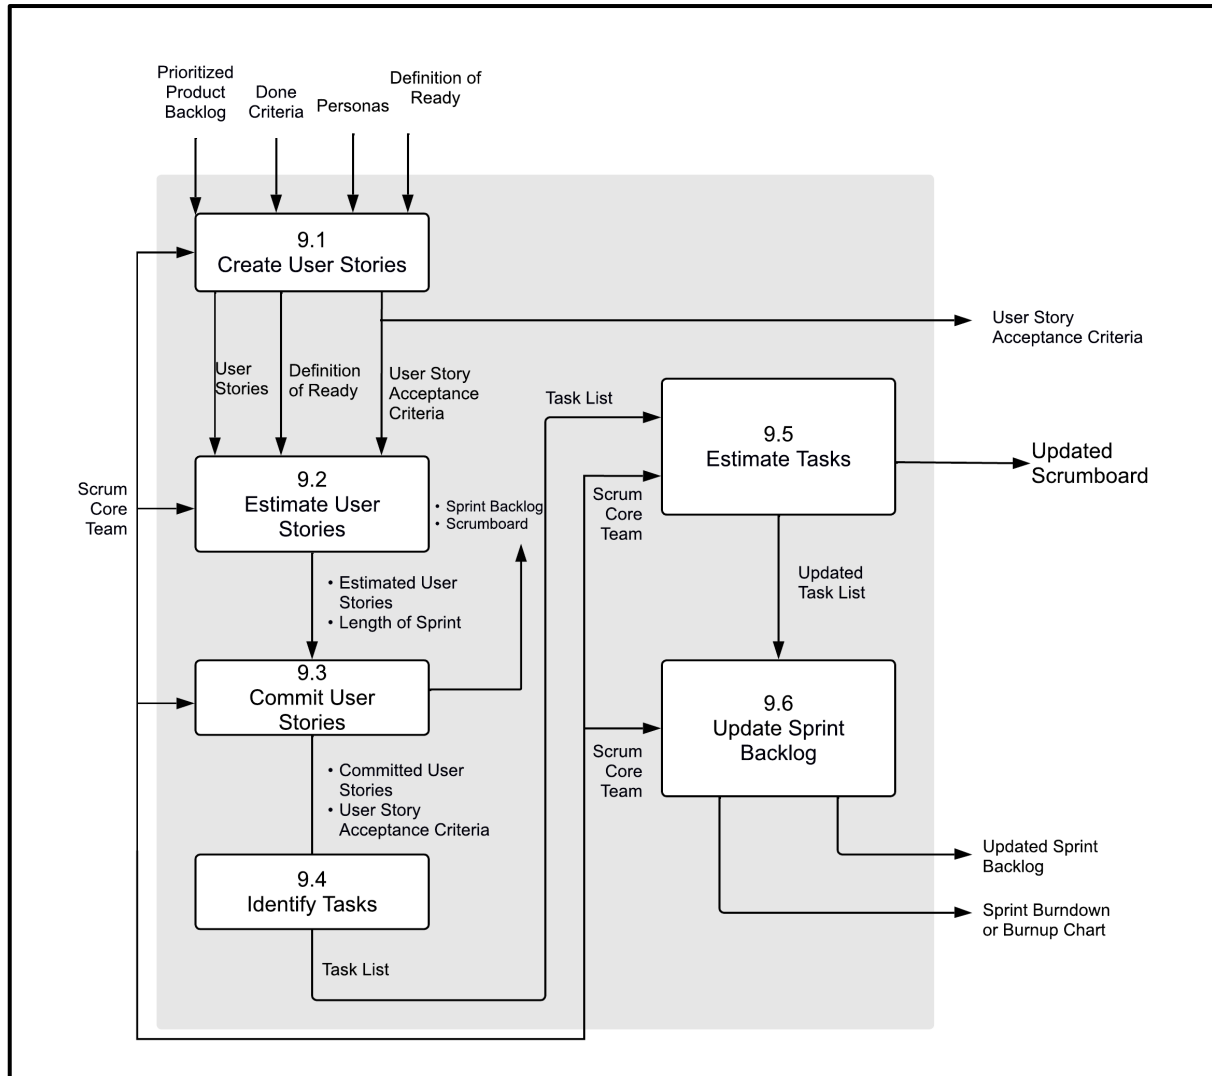 Prioritized
Product
Backlog
Done
Criteria
Personas
Definition of
Ready
9.1
Create User Stories
User Story
Acceptance Criteria
User
Stories
Definition
of Ready
User Story
Acceptance
Criteria
Task List
9.5
Estimate Tasks
Updated
Scrumboard
Scrum
Core
Team
9.2
Estimate User
Stories
• Sprint Backlog
• Scrumboard
Scrum
Core
Team
• Estimated User
Stories
• Length of Sprint
Updated
Task List
9.3
Commit User
Stories
9.6
Update Sprint
Backlog
Scrum
Core
Team
• Committed User
Stories
• User Story
Acceptance Criteria
9.4
Identify Tasks
Updated Sprint
Backlog
Sprint Burndown
or Burnup Chart
Task List